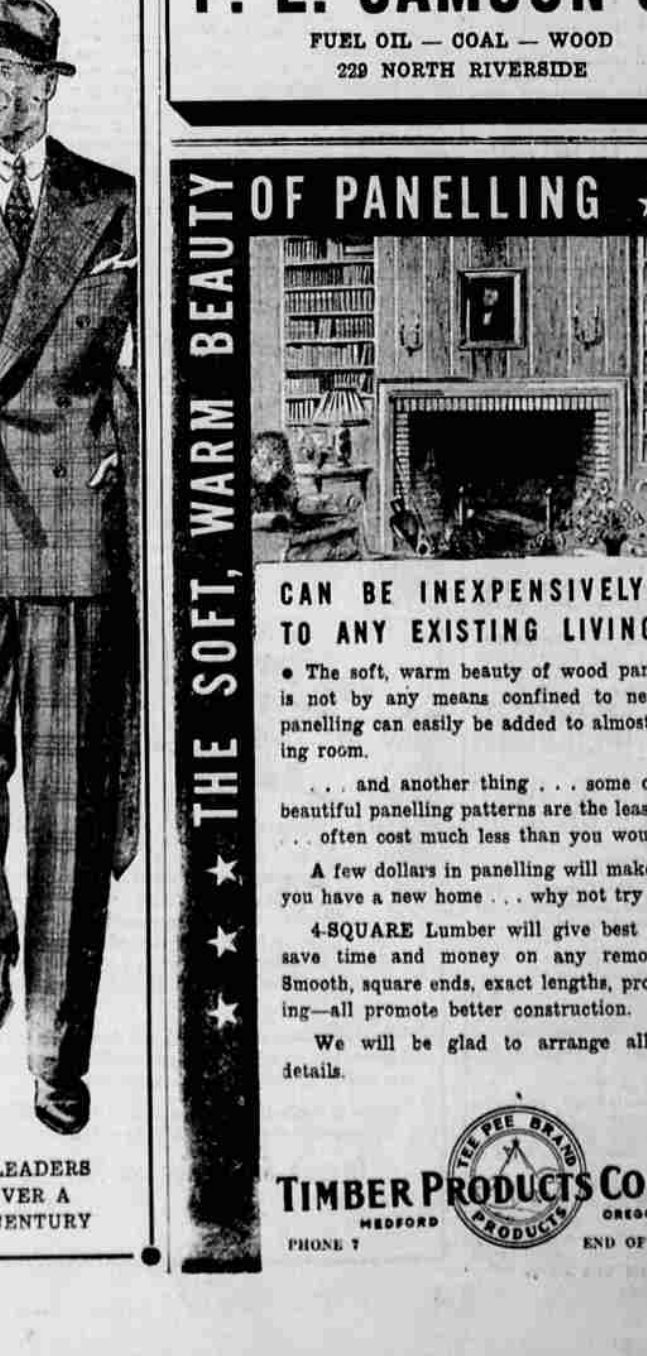 FUEL OIL — COAL — WOOD
229 NORTH RIVERSIDE
THE SOFT, WARM BEAUTY
OF PANELLING
CAN BE INEXPENSIVELY
TO ANY EXISTING LIVING
• The soft, warm beauty of wood pan
is not by any means confined to ne
panelling can easily be added to almost
ing room.
. . . and another thing . . . some o
beautiful panelling patterns are the leas
. . . often cost much less than you wou
A few dollars in panelling will make
you have a new home . . . why not try
4-SQUARE Lumber will give best
save time and money on any remo
Smooth, square ends, exact lengths, pro
ing—all promote better construction.
We will be glad to arrange all
details.
TEE PEE BRAND
PRODUCTS
TIMBER PRODUCTS CO
MEDFORD OREGO
PHONE 7 END OF
LEADERS
VER A
CENTURY